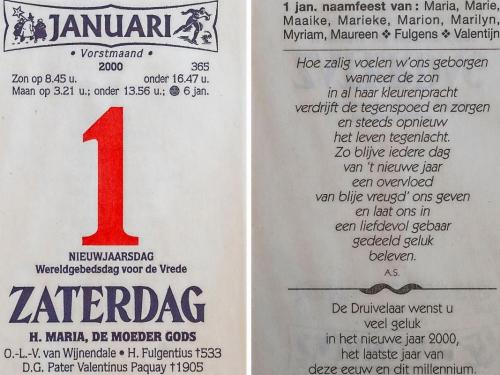 JANUARI
• Vorstmaand •
2000 365
Zon op 8.45 u. onder 16.47 u.
Maan op 3.21 u.; onder 13.56 u.; 6 jan.
1
NIEUWJAARSDAG
Wereldgebedsdag voor de Vrede
ZATERDAG
H. MARIA, DE MOEDER GODS
O.-L.-V. van Wijnendale • H. Fulgentius †533
D.G. Pater Valentinus Paquay †1905
1 jan. naamfeest van : Maria, Marie,
Maaike, Marieke, Marion, Marilyn,
Myriam, Maureen ❖ Fulgens ❖ Valentijn
Hoe zalig voelen w'ons geborgen
wanneer de zon
in al haar kleurenpracht
verdrijft de tegenspoed en zorgen
en steeds opnieuw
het leven tegenlacht.
Zo blijve iedere dag
van 't nieuwe jaar
een overvloed
van blije vreugd' ons geven
en laat ons in
een liefdevol gebaar
gedeeld geluk
beleven.
A.S.
De Druivelaar wenst u
veel geluk
in het nieuwe jaar 2000,
het laatste jaar van
deze eeuw en dit millennium.